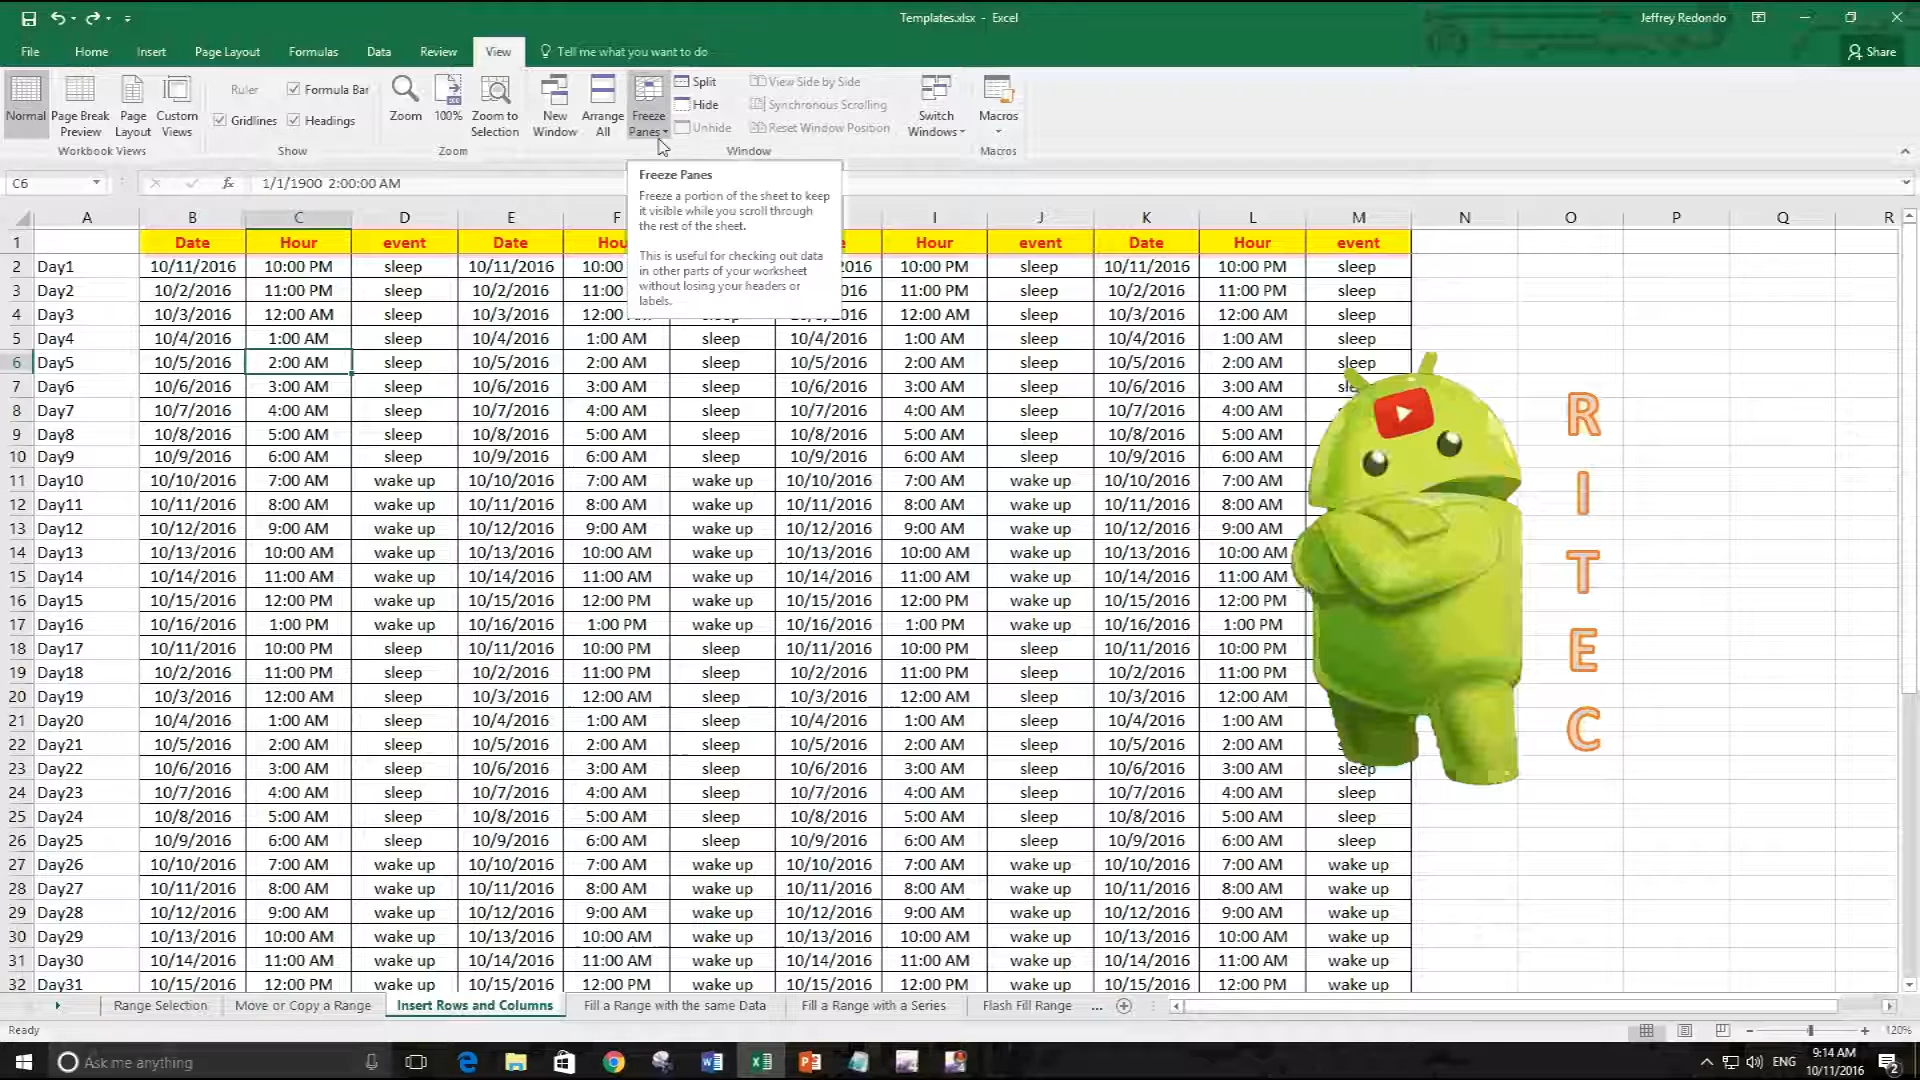 Templates.xlsx - Excel
Jeffrey Redondo
File Home Insert Page Layout Formulas Data Review View Tell me what you want to do Share
Normal Page Break Preview Page Layout Custom Views
Workbook Views
Ruler Formula Bar
Gridlines Headings
Show
Zoom 100% Zoom to Selection
Zoom
New Window Arrange All Freeze Panes
Split View Side by Side
Hide Synchronous Scrolling
Unhide Reset Window Position
Window
Switch Windows Macros
Macros
C6 fx 1/1/1900 2:00:00 AM
Freeze Panes
Freeze a portion of the sheet to keep
it visible while you scroll through
the rest of the sheet.
This is useful for checking out data
in other parts of your worksheet
without losing your headers or
labels.
A B C D E F I J K L M N O P Q R
1 Date Hour event Date Hou Hour event Date Hour event
2 Day1 10/11/2016 10:00 PM sleep 10/11/2016 10:00 016 10:00 PM sleep 10/11/2016 10:00 PM sleep
3 Day2 10/2/2016 11:00 PM sleep 10/2/2016 11:00 016 11:00 PM sleep 10/2/2016 11:00 PM sleep
4 Day3 10/3/2016 12:00 AM sleep 10/3/2016 12:00 016 12:00 AM sleep 10/3/2016 12:00 AM sleep
5 Day4 10/4/2016 1:00 AM sleep 10/4/2016 1:00 AM sleep 10/4/2016 1:00 AM sleep 10/4/2016 1:00 AM sleep
6 Day5 10/5/2016 2:00 AM sleep 10/5/2016 2:00 AM sleep 10/5/2016 2:00 AM sleep 10/5/2016 2:00 AM sleep
7 Day6 10/6/2016 3:00 AM sleep 10/6/2016 3:00 AM sleep 10/6/2016 3:00 AM sleep 10/6/2016 3:00 AM
8 Day7 10/7/2016 4:00 AM sleep 10/7/2016 4:00 AM sleep 10/7/2016 4:00 AM sleep 10/7/2016 4:00 AM
9 Day8 10/8/2016 5:00 AM sleep 10/8/2016 5:00 AM sleep 10/8/2016 5:00 AM sleep 10/8/2016 5:00 AM
10 Day9 10/9/2016 6:00 AM sleep 10/9/2016 6:00 AM sleep 10/9/2016 6:00 AM sleep 10/9/2016 6:00 AM
11 Day10 10/10/2016 7:00 AM wake up 10/10/2016 7:00 AM wake up 10/10/2016 7:00 AM wake up 10/10/2016 7:00 AM
12 Day11 10/11/2016 8:00 AM wake up 10/11/2016 8:00 AM wake up 10/11/2016 8:00 AM wake up 10/11/2016 8:00 AM
13 Day12 10/12/2016 9:00 AM wake up 10/12/2016 9:00 AM wake up 10/12/2016 9:00 AM wake up 10/12/2016 9:00 AM
14 Day13 10/13/2016 10:00 AM wake up 10/13/2016 10:00 AM wake up 10/13/2016 10:00 AM wake up 10/13/2016 10:00 AM
15 Day14 10/14/2016 11:00 AM wake up 10/14/2016 11:00 AM wake up 10/14/2016 11:00 AM wake up 10/14/2016 11:00 AM
16 Day15 10/15/2016 12:00 PM wake up 10/15/2016 12:00 PM wake up 10/15/2016 12:00 PM wake up 10/15/2016 12:00 PM
17 Day16 10/16/2016 1:00 PM wake up 10/16/2016 1:00 PM wake up 10/16/2016 1:00 PM wake up 10/16/2016 1:00 PM
18 Day17 10/11/2016 10:00 PM sleep 10/11/2016 10:00 PM sleep 10/11/2016 10:00 PM sleep 10/11/2016 10:00 PM
19 Day18 10/2/2016 11:00 PM sleep 10/2/2016 11:00 PM sleep 10/2/2016 11:00 PM sleep 10/2/2016 11:00 PM
20 Day19 10/3/2016 12:00 AM sleep 10/3/2016 12:00 AM sleep 10/3/2016 12:00 AM sleep 10/3/2016 12:00 AM
21 Day20 10/4/2016 1:00 AM sleep 10/4/2016 1:00 AM sleep 10/4/2016 1:00 AM sleep 10/4/2016 1:00 AM
22 Day21 10/5/2016 2:00 AM sleep 10/5/2016 2:00 AM sleep 10/5/2016 2:00 AM sleep 10/5/2016 2:00 AM
23 Day22 10/6/2016 3:00 AM sleep 10/6/2016 3:00 AM sleep 10/6/2016 3:00 AM sleep 10/6/2016 3:00 AM sleep
24 Day23 10/7/2016 4:00 AM sleep 10/7/2016 4:00 AM sleep 10/7/2016 4:00 AM sleep 10/7/2016 4:00 AM sleep
25 Day24 10/8/2016 5:00 AM sleep 10/8/2016 5:00 AM sleep 10/8/2016 5:00 AM sleep 10/8/2016 5:00 AM sleep
26 Day25 10/9/2016 6:00 AM sleep 10/9/2016 6:00 AM sleep 10/9/2016 6:00 AM sleep 10/9/2016 6:00 AM sleep
27 Day26 10/10/2016 7:00 AM wake up 10/10/2016 7:00 AM wake up 10/10/2016 7:00 AM wake up 10/10/2016 7:00 AM wake up
28 Day27 10/11/2016 8:00 AM wake up 10/11/2016 8:00 AM wake up 10/11/2016 8:00 AM wake up 10/11/2016 8:00 AM wake up
29 Day28 10/12/2016 9:00 AM wake up 10/12/2016 9:00 AM wake up 10/12/2016 9:00 AM wake up 10/12/2016 9:00 AM wake up
30 Day29 10/13/2016 10:00 AM wake up 10/13/2016 10:00 AM wake up 10/13/2016 10:00 AM wake up 10/13/2016 10:00 AM wake up
31 Day30 10/14/2016 11:00 AM wake up 10/14/2016 11:00 AM wake up 10/14/2016 11:00 AM wake up 10/14/2016 11:00 AM wake up
32 Day31 10/15/2016 12:00 PM wake up 10/15/2016 12:00 PM wake up 10/15/2016 12:00 PM wake up 10/15/2016 12:00 PM wake up
R
I
T
E
C
Range Selection Move or Copy a Range Insert Rows and Columns Fill a Range with the same Data Fill a Range with a Series Flash Fill Range ...
Ready 120%
Ask me anything ENG 9:14 AM
10/11/2016 2